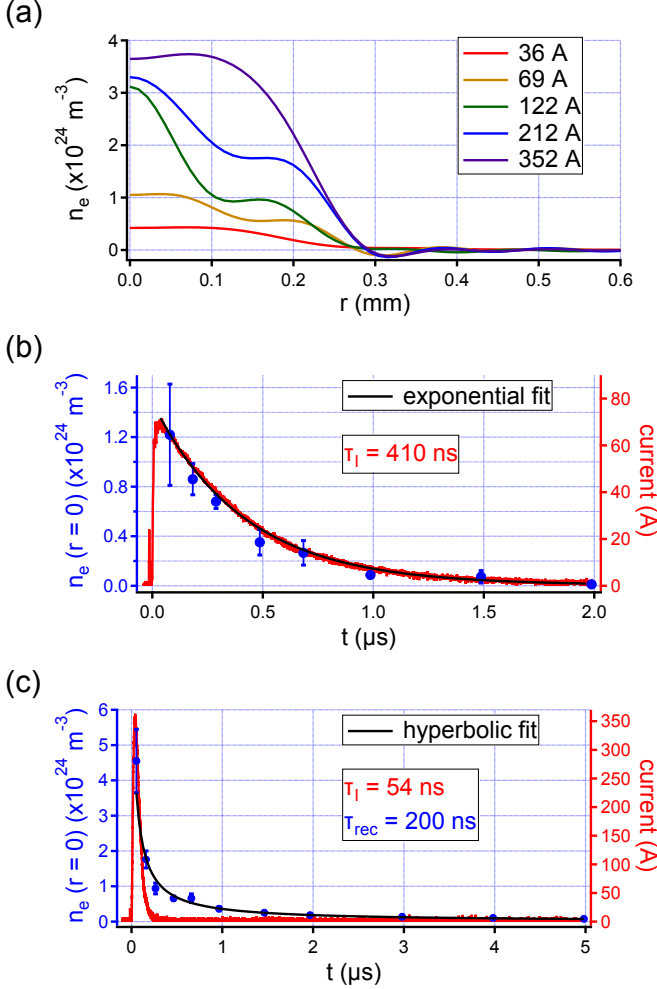 (a)
n_e (x10^24 m^-3)
4
3
2
1
0
36 A
69 A
122 A
212 A
352 A
0.0 0.1 0.2 0.3 0.4 0.5 0.6
r (mm)
(b)
n_e (r = 0) (x10^24 m^-3)
1.6
1.2
0.8
0.4
0.0
exponential fit
τ_I = 410 ns
80
60
40
20
0
current (A)
0.0 0.5 1.0 1.5 2.0
t (µs)
(c)
n_e (r = 0) (x10^24 m^-3)
6
5
4
3
2
1
0
hyperbolic fit
τ_I = 54 ns
τ_rec = 200 ns
350
300
250
200
150
100
50
0
current (A)
0 1 2 3 4 5
t (µs)